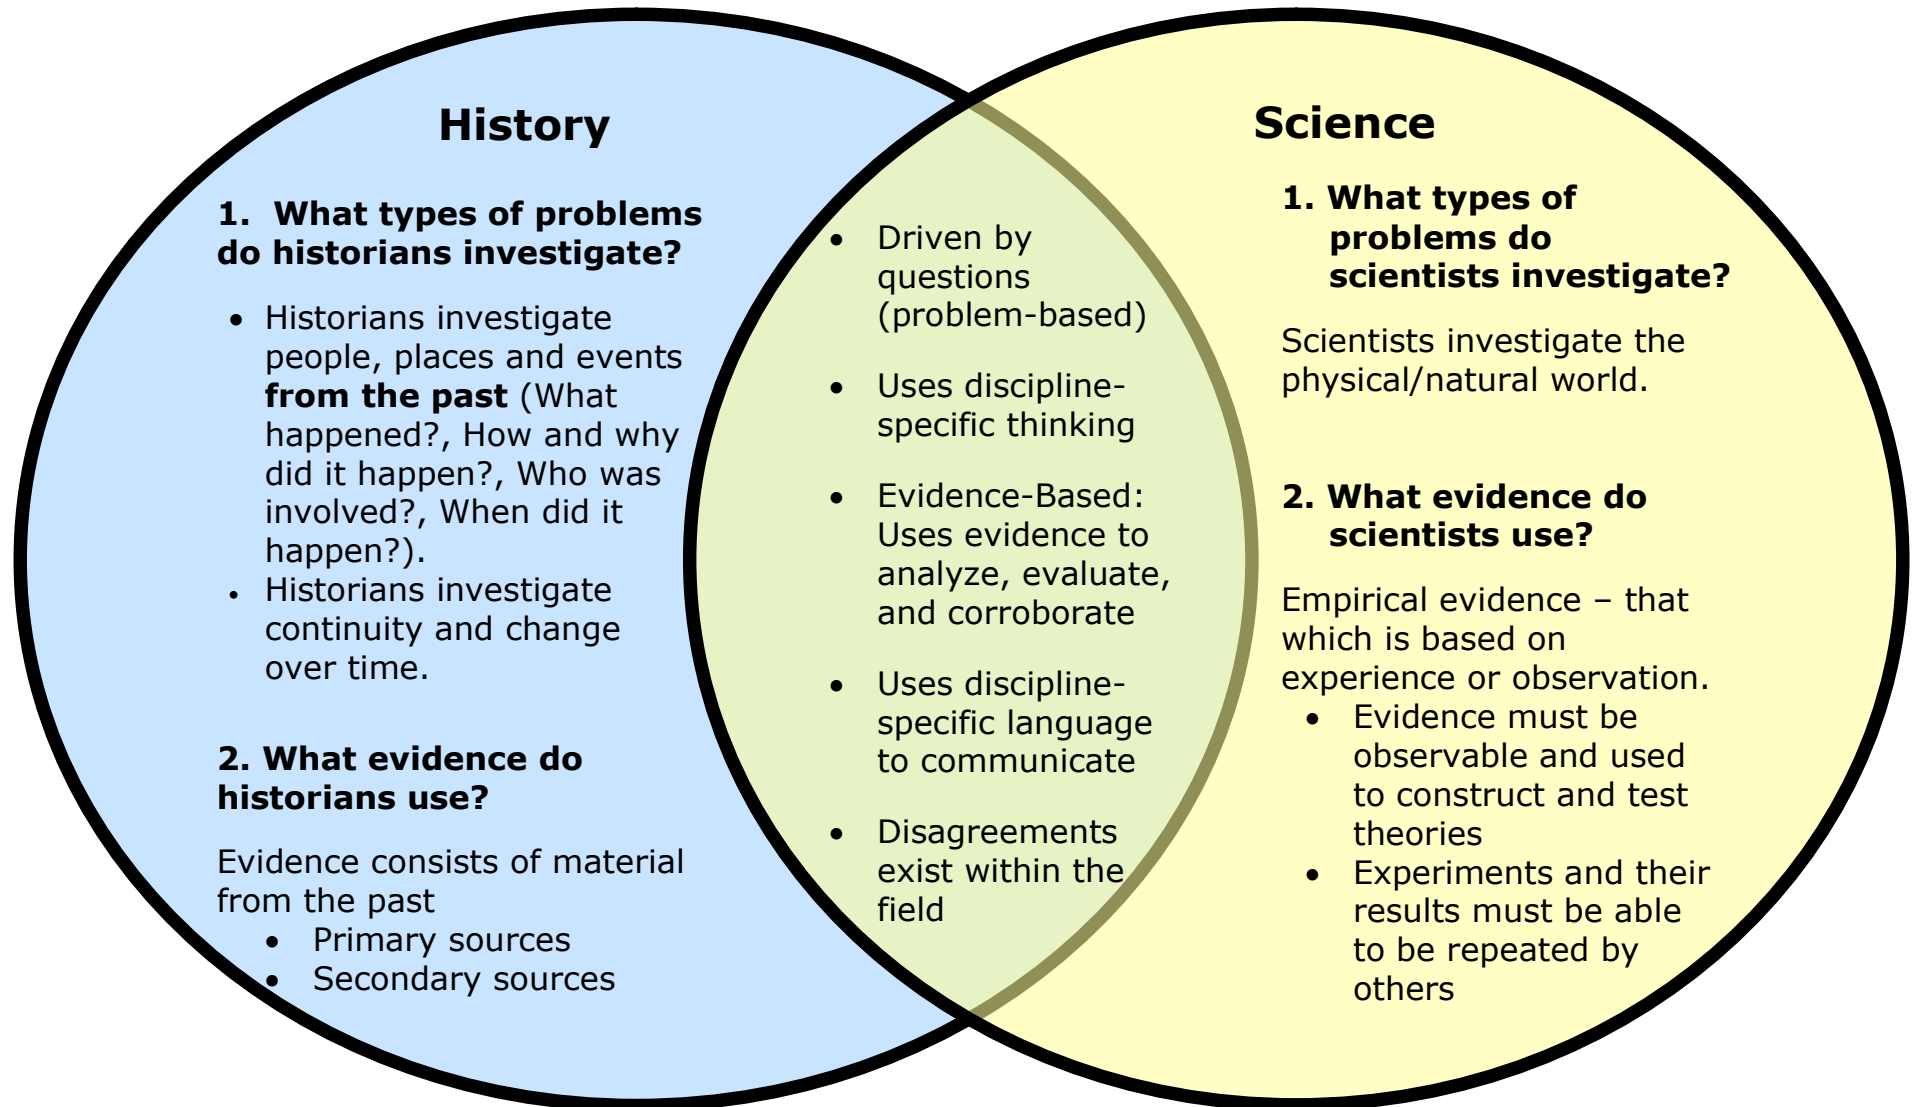 History
1. What types of problems
do historians investigate?
• Historians investigate
people, places and events
from the past (What
happened?, How and why
did it happen?, Who was
involved?, When did it
happen?).
• Historians investigate
continuity and change
over time.
2. What evidence do
historians use?
Evidence consists of material
from the past
• Primary sources
• Secondary sources
• Driven by
questions
(problem-based)
• Uses discipline-
specific thinking
• Evidence-Based:
Uses evidence to
analyze, evaluate,
and corroborate
• Uses discipline-
specific language
to communicate
• Disagreements
exist within the
field
Science
1. What types of
problems do
scientists investigate?
Scientists investigate the
physical/natural world.
2. What evidence do
scientists use?
Empirical evidence – that
which is based on
experience or observation.
• Evidence must be
observable and used
to construct and test
theories
• Experiments and their
results must be able
to be repeated by
others